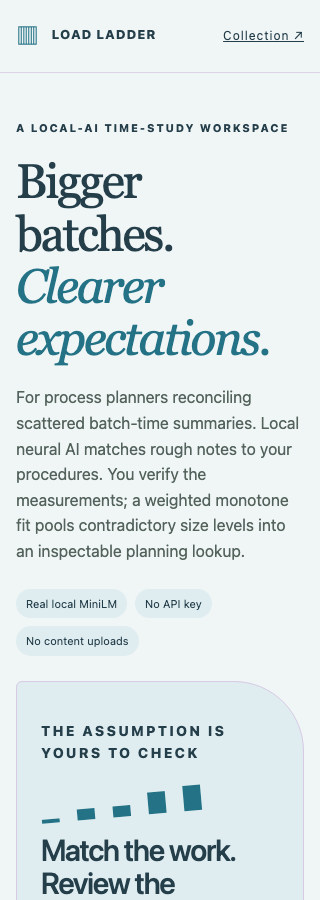 LOAD LADDER
Collection ↗
A LOCAL-AI TIME-STUDY WORKSPACE
Bigger
batches.
Clearer
expectations.
For process planners reconciling
scattered batch-time summaries. Local
neural AI matches rough notes to your
procedures. You verify the
measurements; a weighted monotone
fit pools contradictory size levels into
an inspectable planning lookup.
Real local MiniLM
No API key
No content uploads
THE ASSUMPTION IS
YOURS TO CHECK
Match the work.
Review the